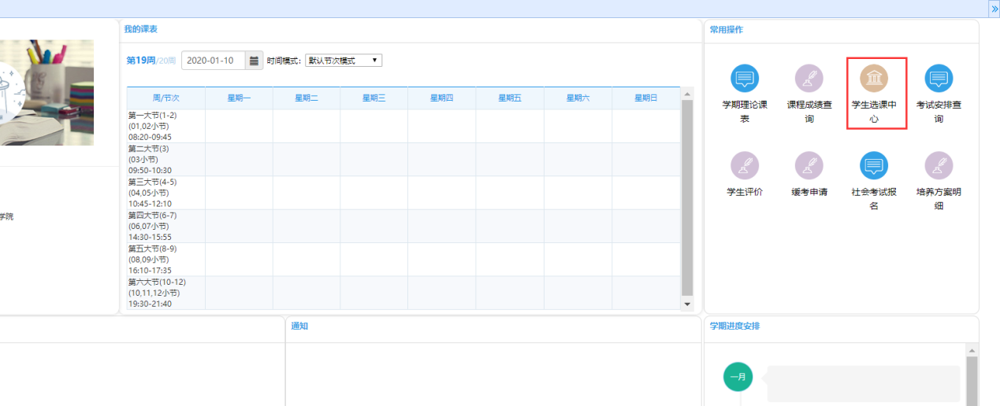 我的课表
第19周/20周 2020-01-10 时间模式： 默认节次模式
周/节次 星期一 星期二 星期三 星期四 星期五 星期六 星期日
第一大节(1-2)
(01,02小节)
08:20-09:45
第二大节(3)
(03小节)
09:50-10:30
第三大节(4-5)
(04,05小节)
10:45-12:10
第四大节(6-7)
(06,07小节)
14:30-15:55
第五大节(8-9)
(08,09小节)
16:10-17:35
第六大节(10-12)
(10,11,12小节)
19:30-21:40
常用操作
学期理论课
表
课程成绩查
询
学生选课中
心
考试安排查
询
学生评价
缓考申请
社会考试报
名
培养方案明
细
学院
通知
学期进度安排
一月